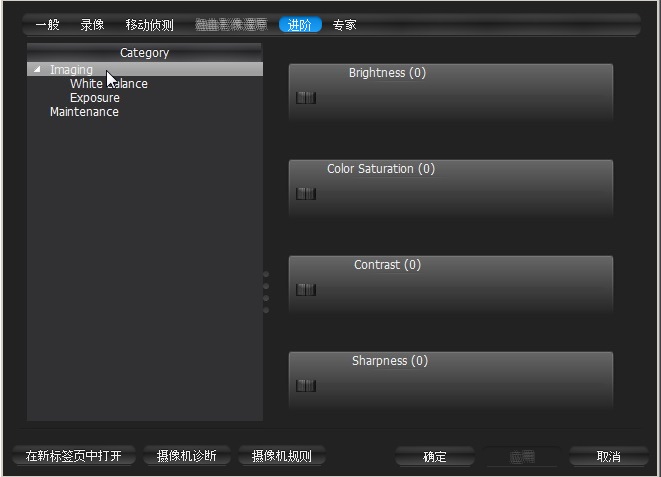 一般 录像 移动侦测 进阶 专家
Category
Imaging
White Balance
Exposure
Maintenance
Brightness (0)
Color Saturation (0)
Contrast (0)
Sharpness (0)
在新标签页中打开 摄像机诊断 摄像机规则 确定 取消